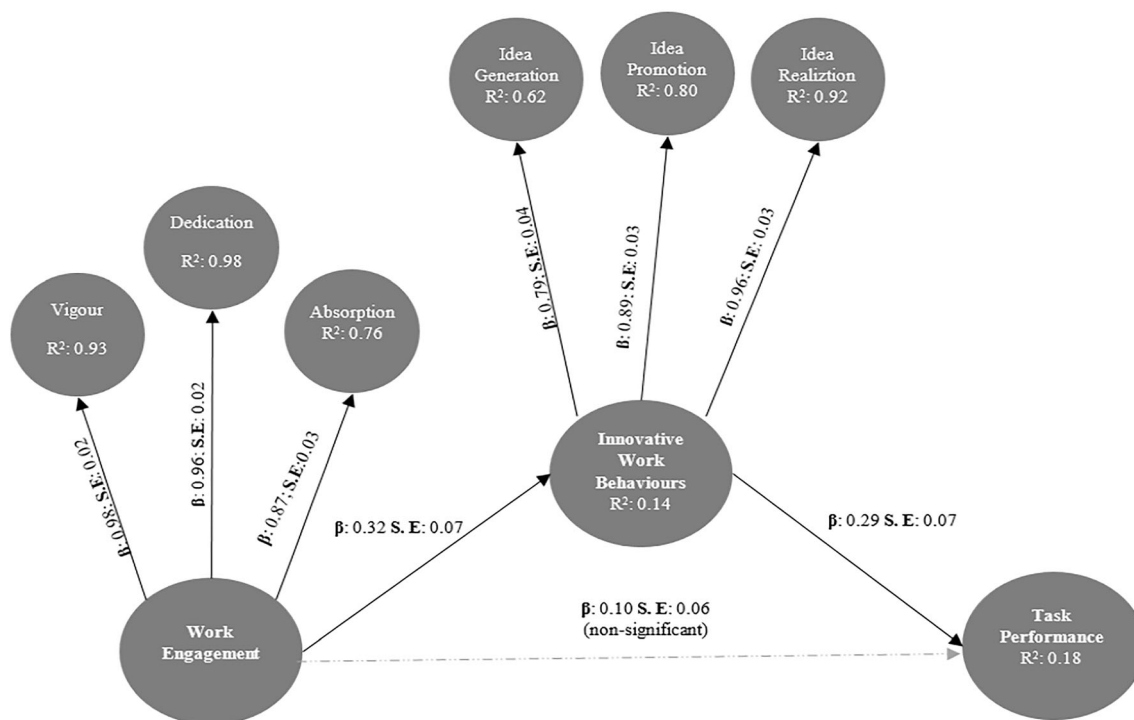 Idea
Generation
R²: 0.62
Idea
Promotion
R²: 0.80
Idea
Realiztion
R²: 0.92
Dedication
R²: 0.98
Vigour
R²: 0.93
Absorption
R²: 0.76
β: 0.79; S.E: 0.04
β: 0.89: S.E: 0.03
β: 0.96: S.E: 0.03
β: 0.98: S.E: 0.02
β: 0.96: S.E: 0.02
β: 0.87; S.E:0.03
Innovative
Work
Behaviours
R²: 0.14
β: 0.32 S. E: 0.07
β: 0.29 S. E: 0.07
β: 0.10 S. E: 0.06
(non-significant)
Work
Engagement
Task
Performance
R²: 0.18